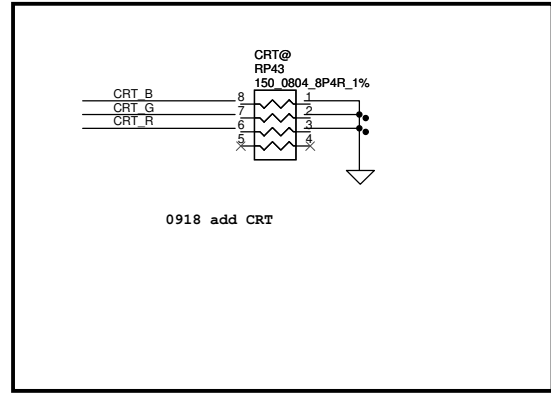 CRT@
RP43
150_0804_8P4R_1%
CRT_B 8 1
CRT_G 7 2
CRT_R 6 3
5 4
0918 add CRT